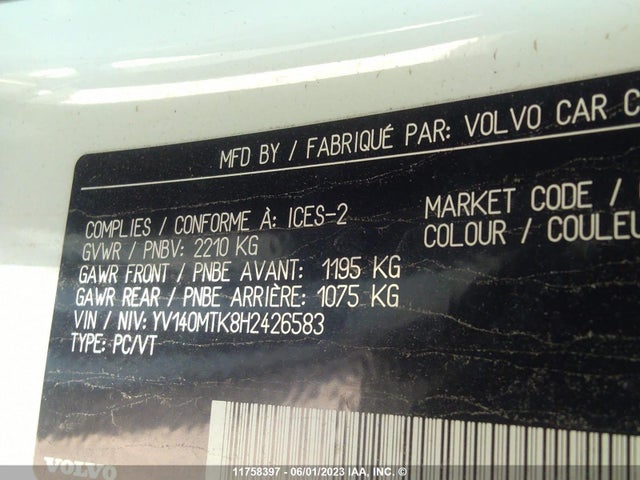 MFD BY / FABRIQUÉ PAR: VOLVO CAR C
COMPLIES / CONFORME À: ICES-2
GVWR / PNBV: 2210 KG
GAWR FRONT / PNBE AVANT: 1195 KG
GAWR REAR / PNBE ARRIÈRE: 1075 KG
VIN / NIV: YV140MTK8H2426583
TYPE: PC/VT
MARKET CODE /
COLOUR / COULEU
VOLVO
11758397 - 06/01/2023 IAA, INC. ©